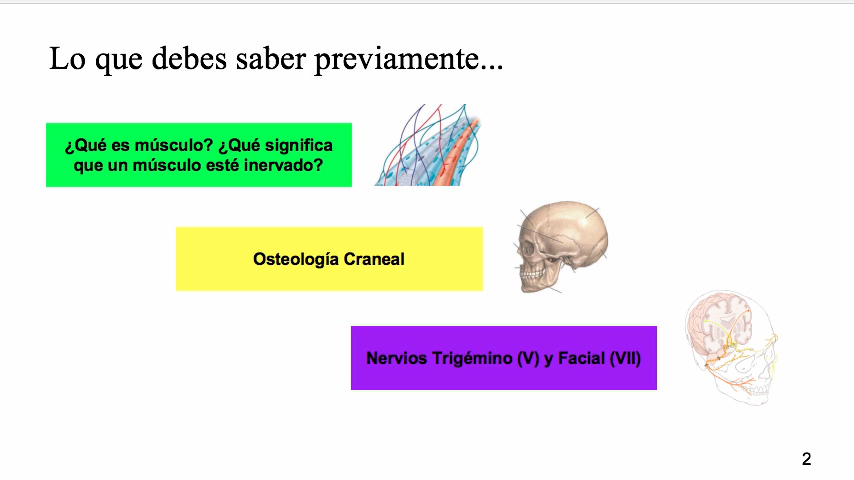 Lo que debes saber previamente...
¿Qué es músculo? ¿Qué significa
que un músculo esté inervado?
Osteología Craneal
Nervios Trigémino (V) y Facial (VII)
2